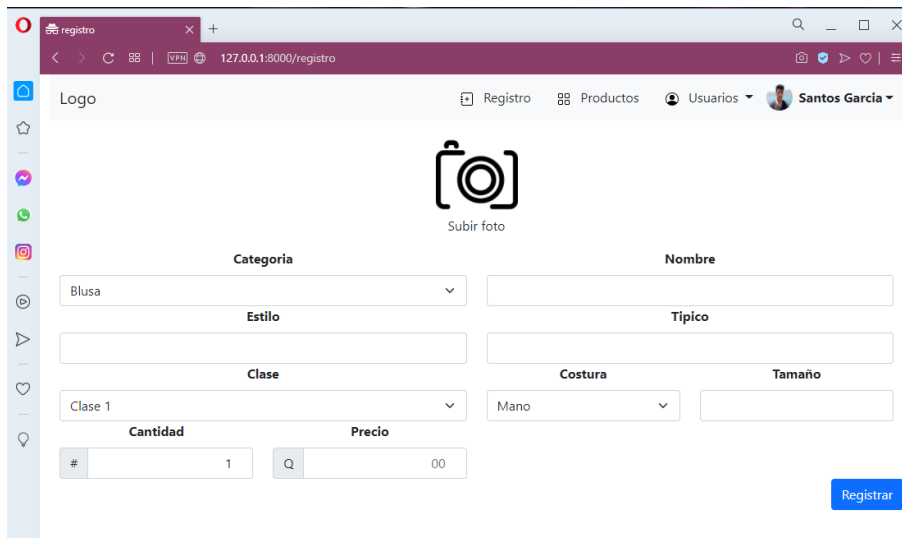 registro
VPN 127.0.0.1:8000/registro
Logo Registro Productos Usuarios Santos Garcia
Subir foto
Categoria Nombre
Blusa
Estilo Tipico
Clase Costura Tamaño
Clase 1 Mano
Cantidad Precio
# 1 Q 00
Registrar